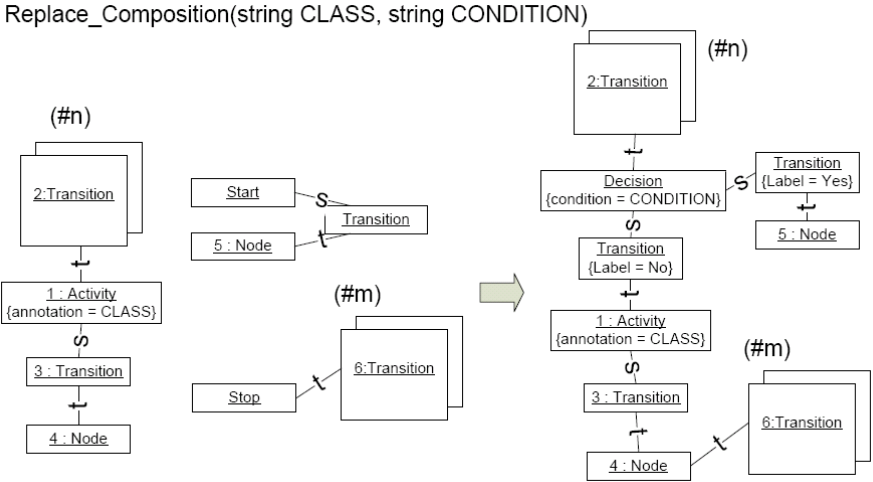 Replace_Composition(string CLASS, string CONDITION)
(#n)
2:Transition
t
1 : Activity
{annotation = CLASS}
s
3 : Transition
t
4 : Node
Start
s
Transition
5 : Node
t
(#m)
6:Transition
t
Stop
(#n)
2:Transition
t
Decision
{condition = CONDITION}
s
Transition
{Label = Yes}
t
5 : Node
s
Transition
{Label = No}
t
1 : Activity
{annotation = CLASS}
s
3 : Transition
t
4 : Node
t
(#m)
6:Transition